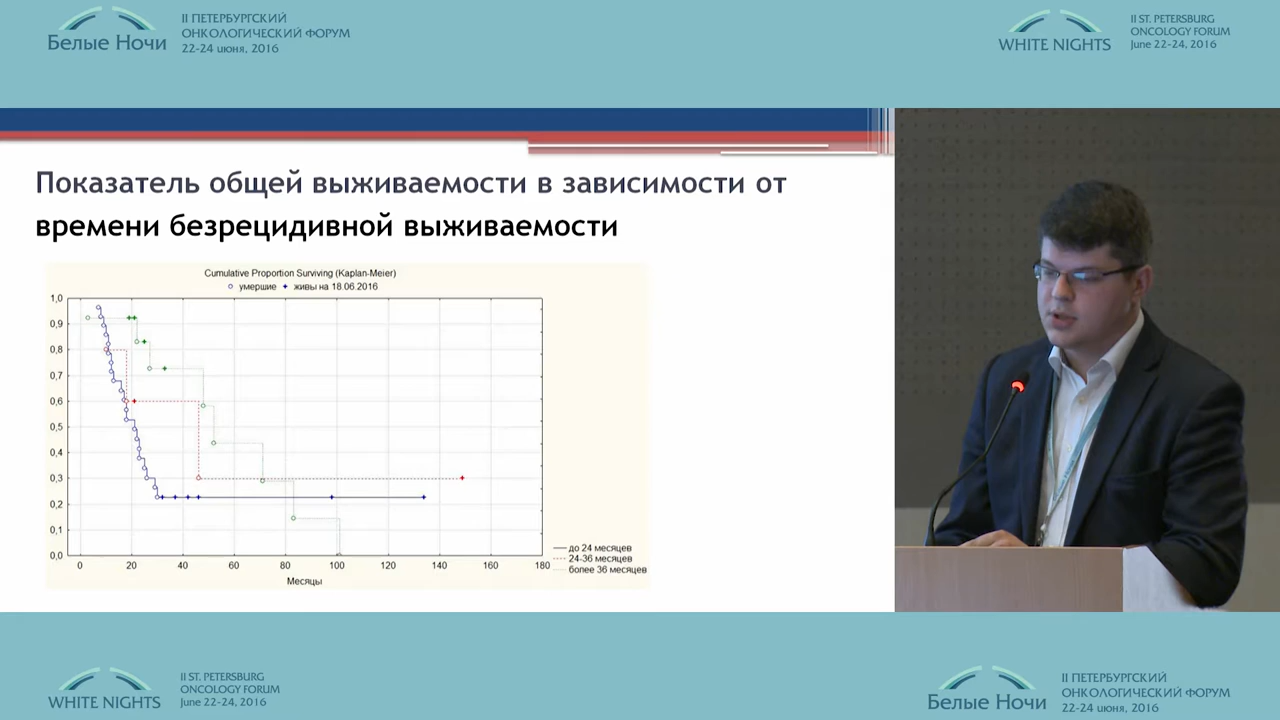 Белые Ночи
II ПЕТЕРБУРГСКИЙ
ОНКОЛОГИЧЕСКИЙ ФОРУМ
22-24 июня, 2016
WHITE NIGHTS
II ST. PETERSBURG
ONCOLOGY FORUM
June 22-24, 2016
Показатель общей выживаемости в зависимости от
времени безрецидивной выживаемости
Cumulative Proportion Surviving (Kaplan-Meier)
умершие живы на 18.06.2016
1,0
0,9
0,8
0,7
0,6
0,5
0,4
0,3
0,2
0,1
0,0
0 20 40 60 80 100 120 140 160 180
Месяцы
до 24 месяцев
24-36 месяцев
более 36 месяцев
WHITE NIGHTS
II ST. PETERSBURG
ONCOLOGY FORUM
June 22-24, 2016
Белые Ночи
II ПЕТЕРБУРГСКИЙ
ОНКОЛОГИЧЕСКИЙ ФОРУМ
22-24 июня, 2016